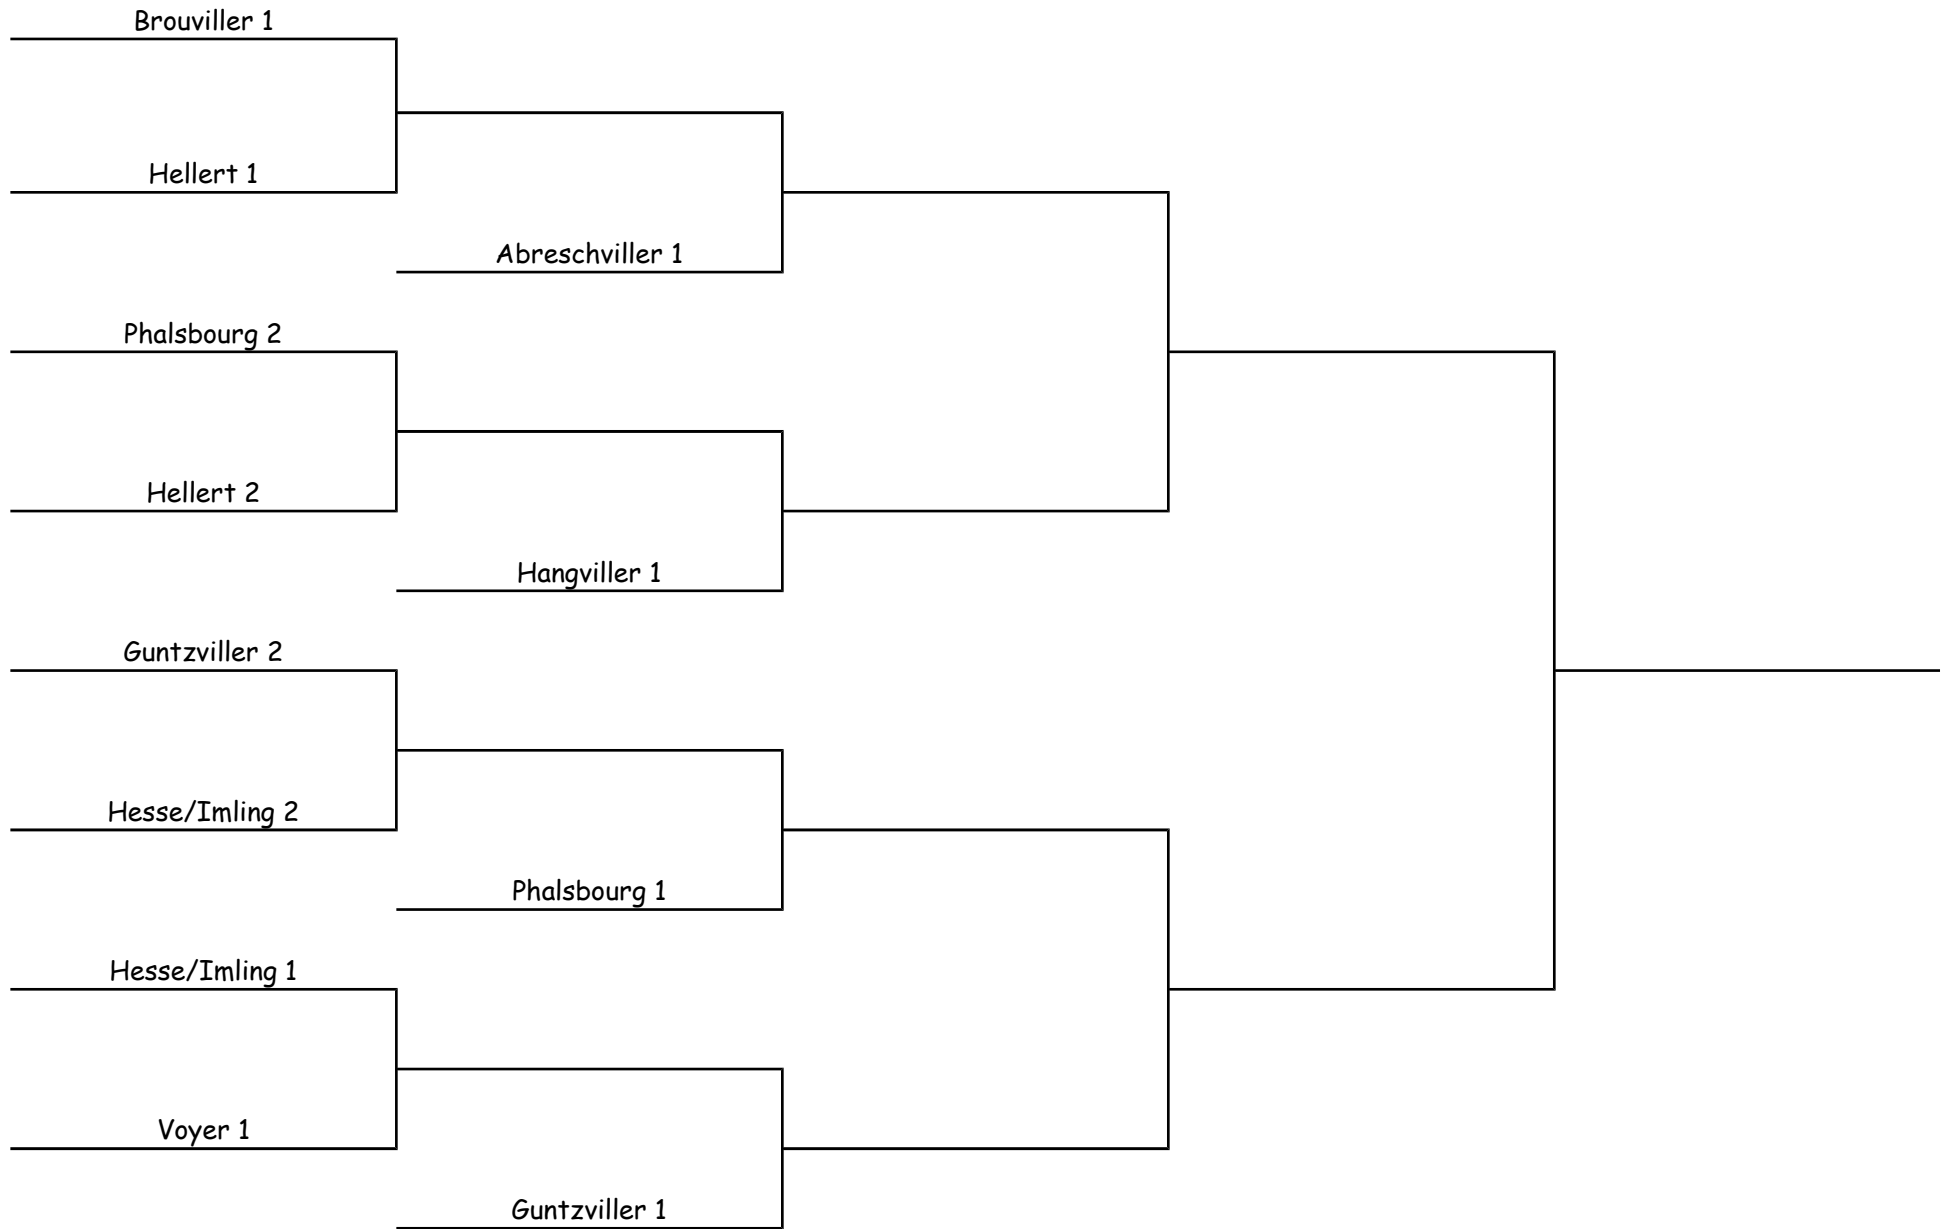 Brouviller 1
Hellert 1
Abreschviller 1
Phalsbourg 2
Hellert 2
Hangviller 1
Guntzviller 2
Hesse/Imling 2
Phalsbourg 1
Hesse/Imling 1
Voyer 1
Guntzviller 1